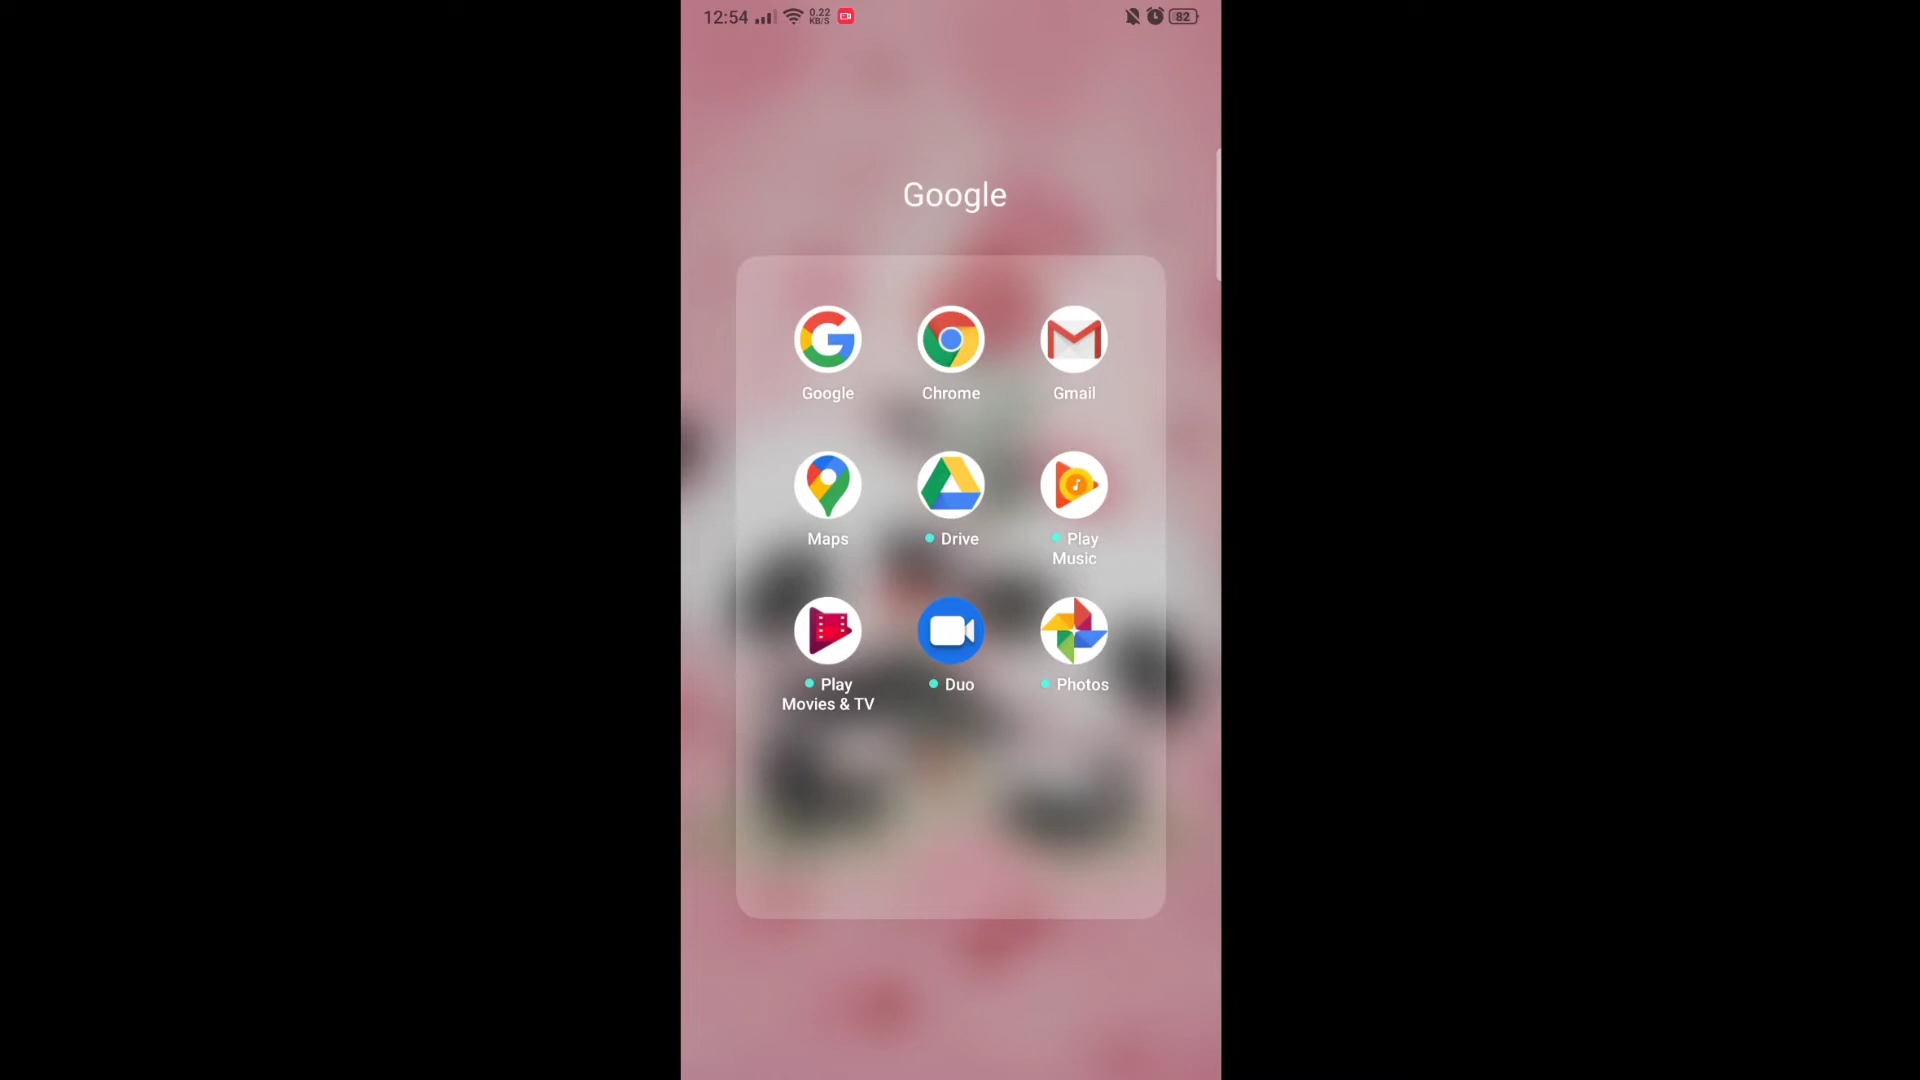 12:54 0.22 KB/S 82
Google
Google Chrome Gmail
Maps Drive Play Music
Play Movies & TV Duo Photos